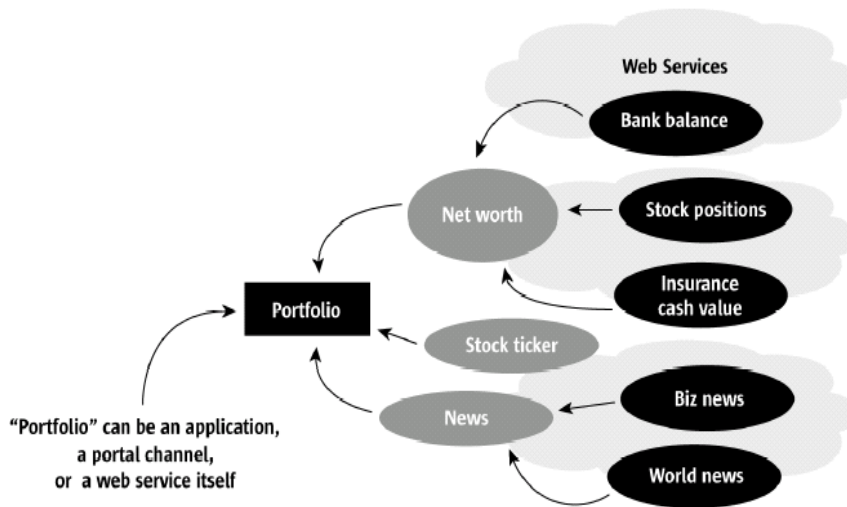 Web Services
Bank balance
Net worth
Stock positions
Insurance
cash value
Portfolio
Stock ticker
News
Biz news
World news
“Portfolio” can be an application,
a portal channel,
or a web service itself